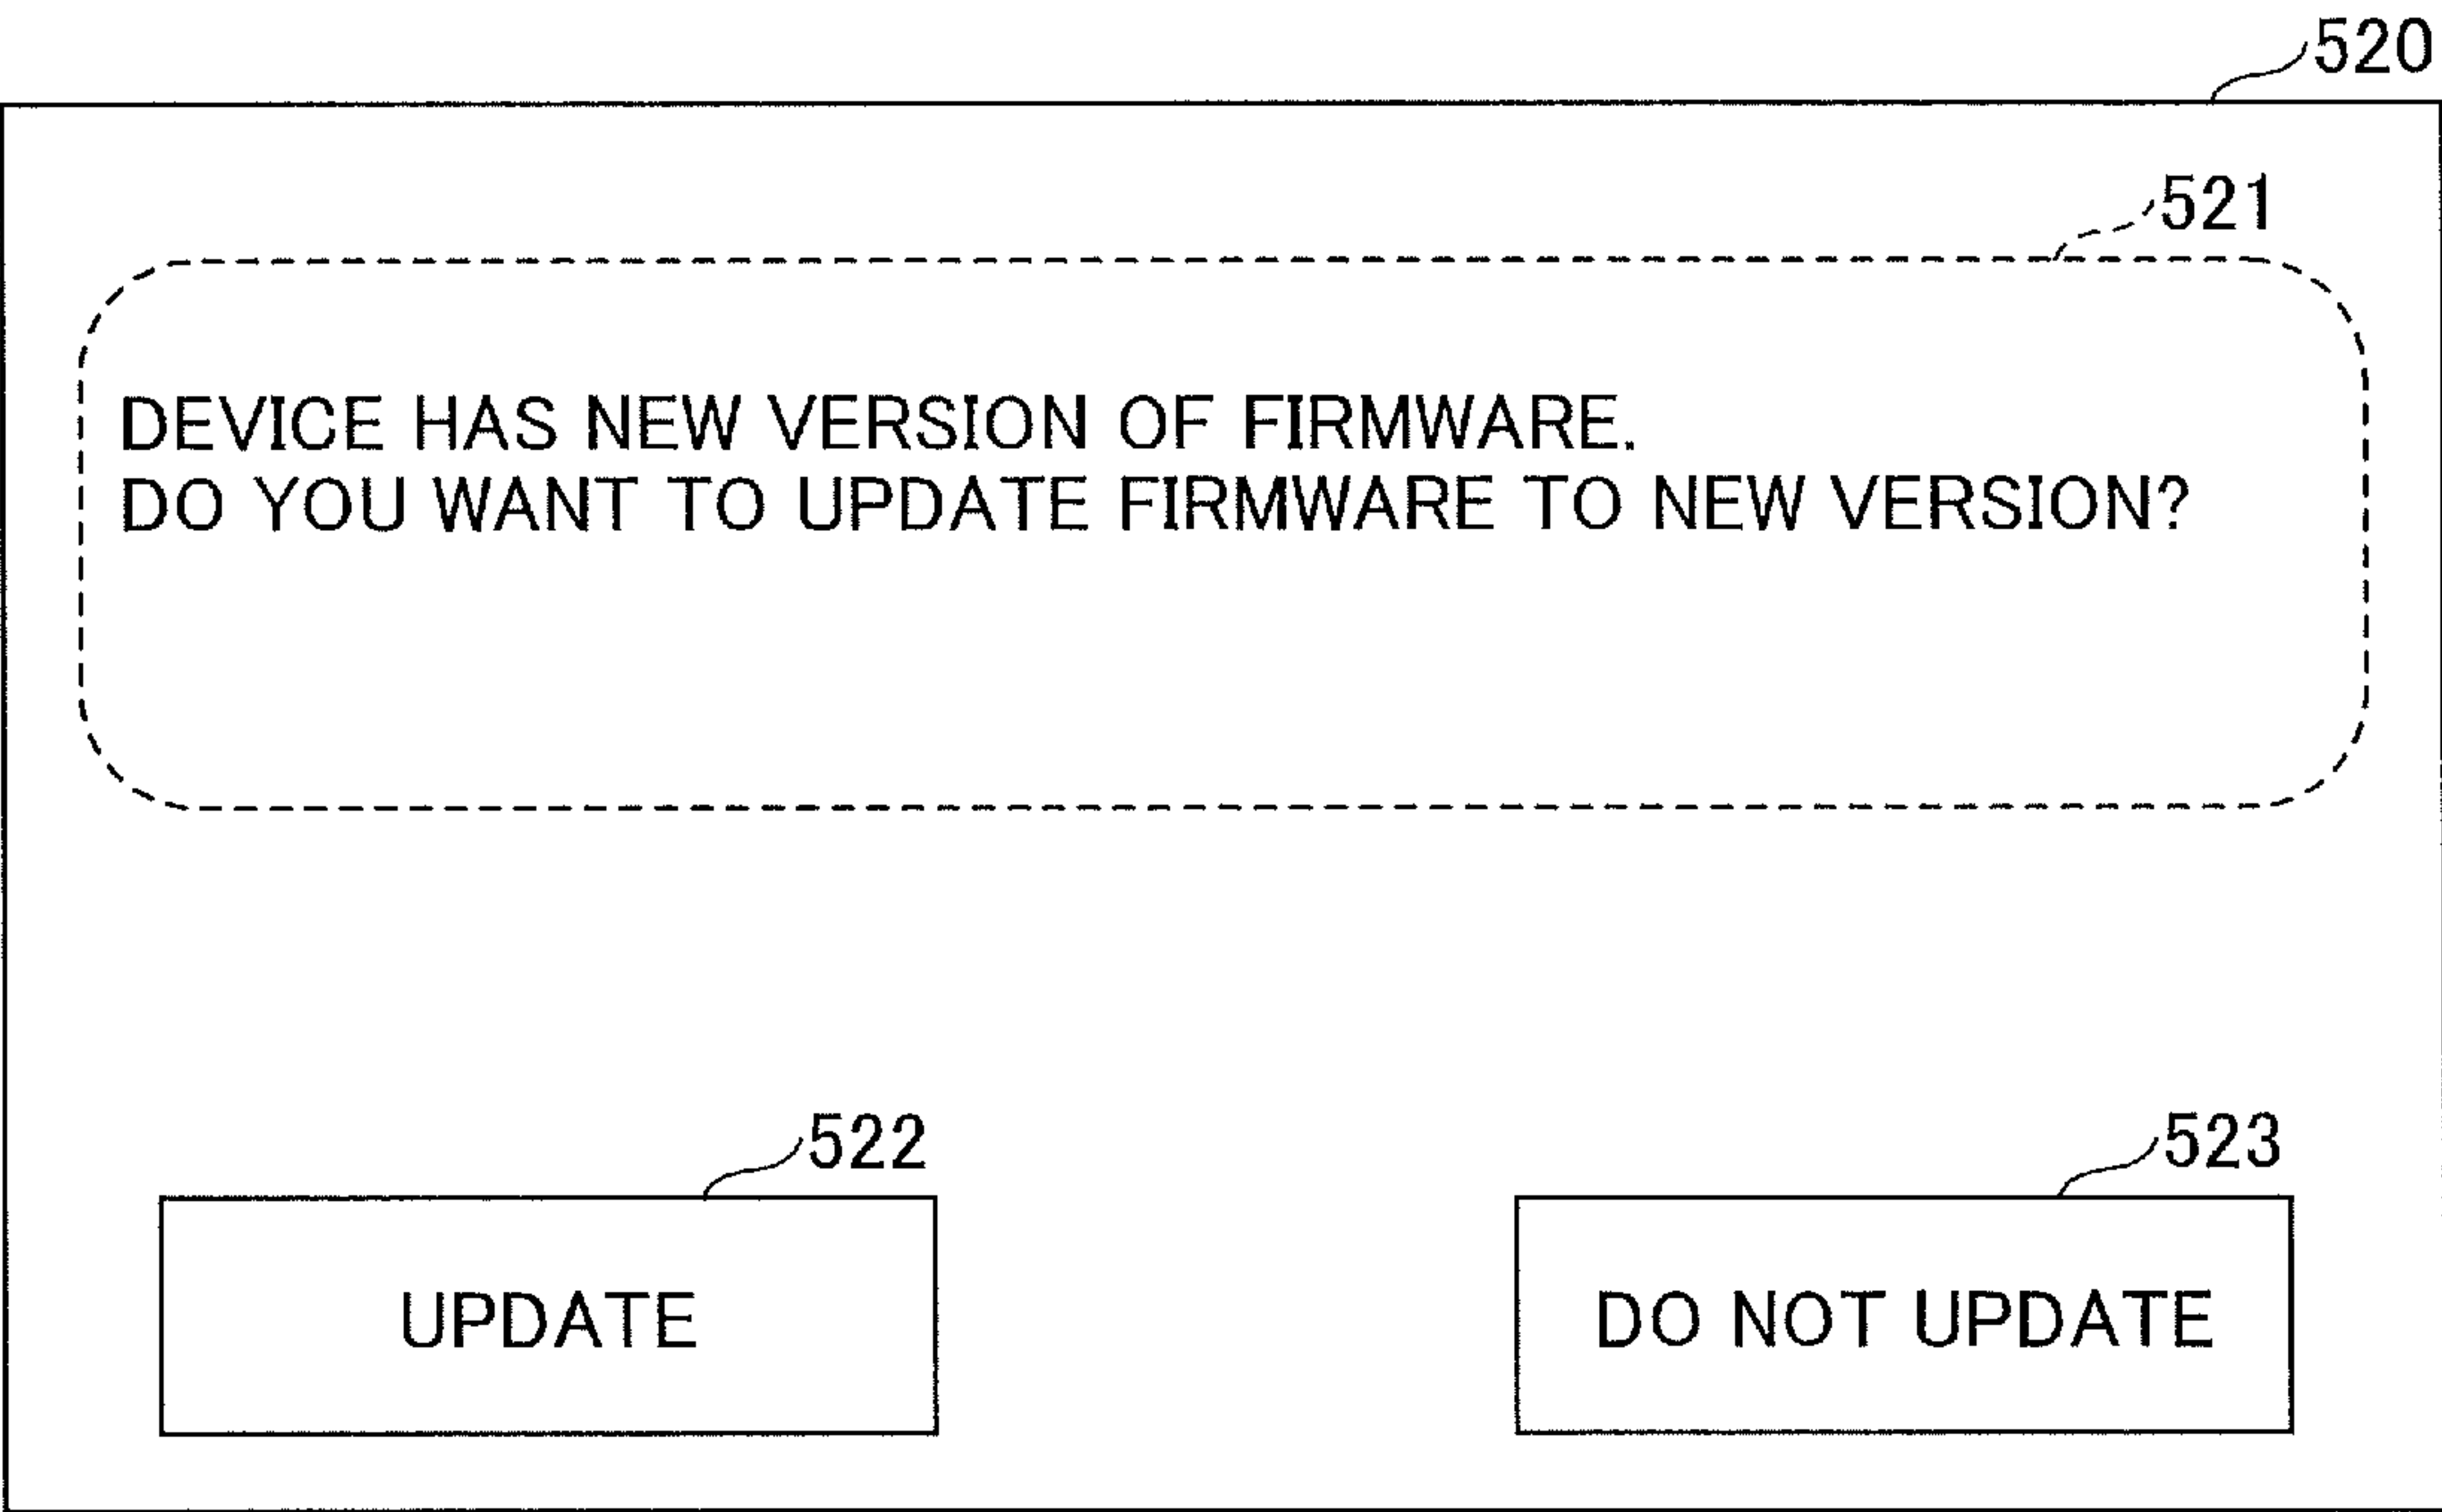 520
521
DEVICE HAS NEW VERSION OF FIRMWARE.
DO YOU WANT TO UPDATE FIRMWARE TO NEW VERSION?
522
523
UPDATE
DO NOT UPDATE